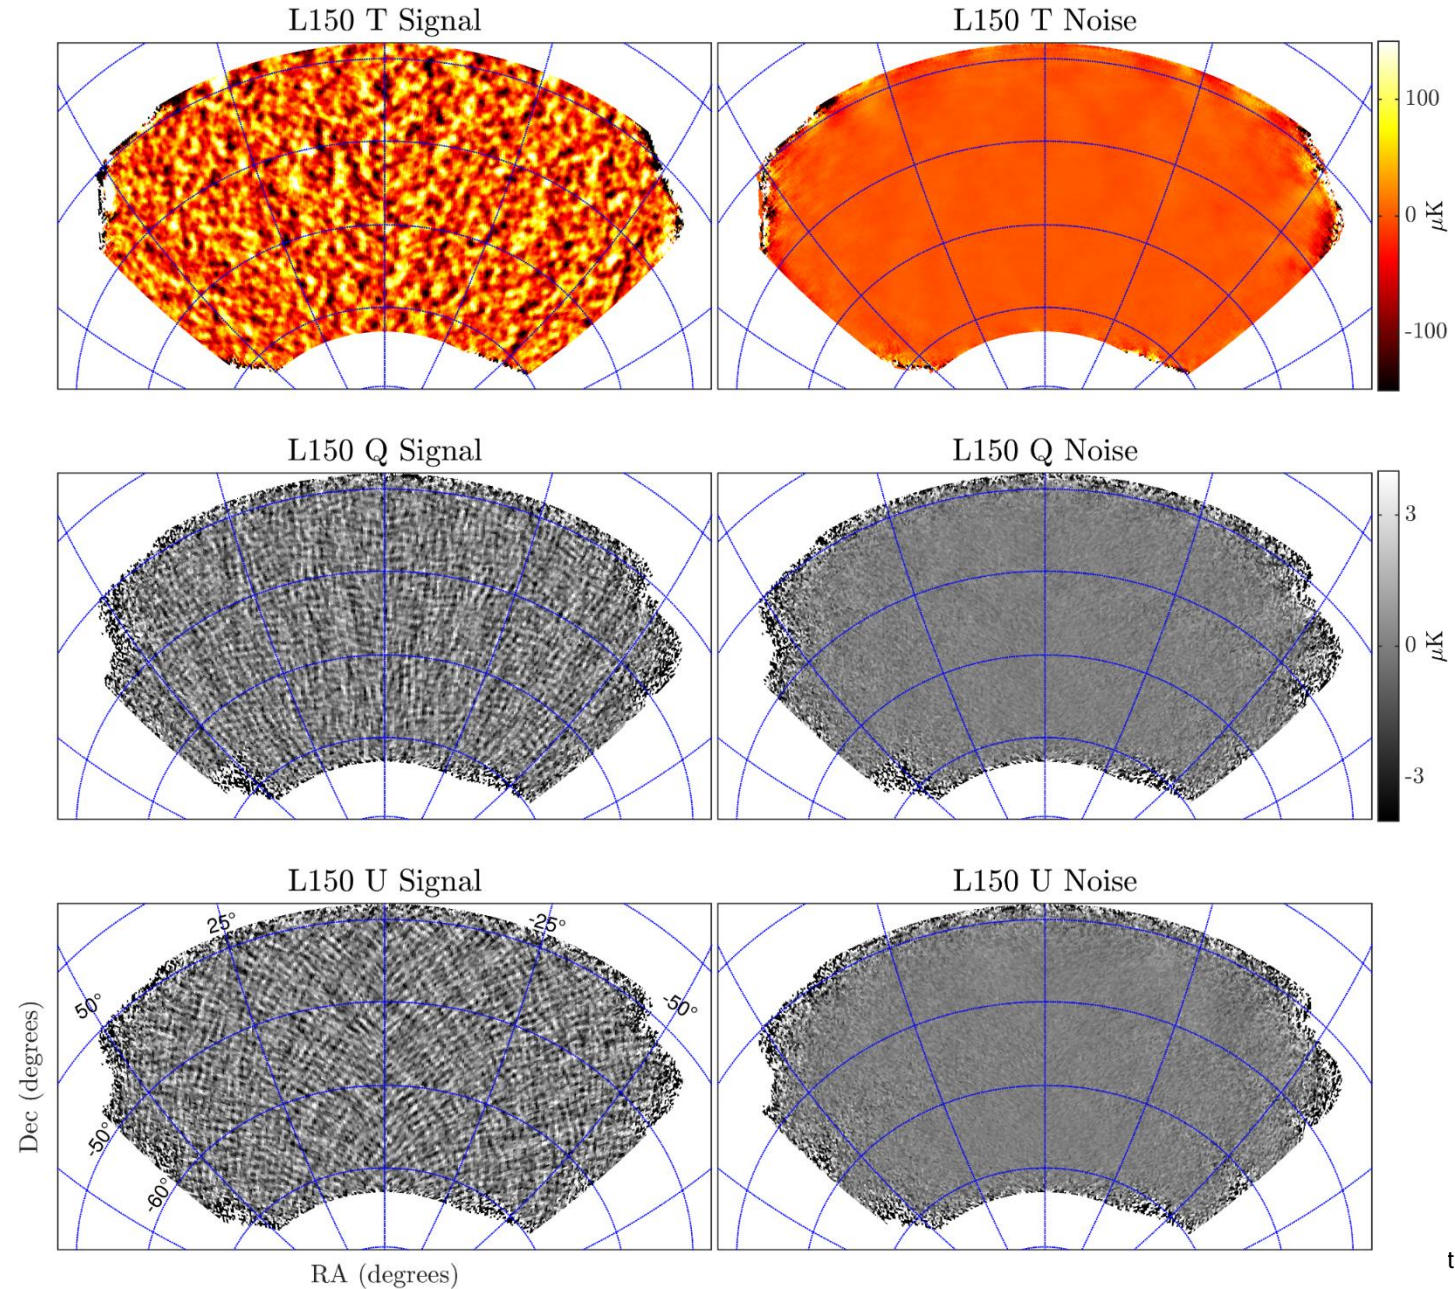 L150 T Signal
L150 T Noise
100
0
-100
μK
L150 Q Signal
L150 Q Noise
3
0
-3
μK
L150 U Signal
L150 U Noise
25°
-25°
50°
-50°
-50°
-60°
Dec (degrees)
RA (degrees)
t